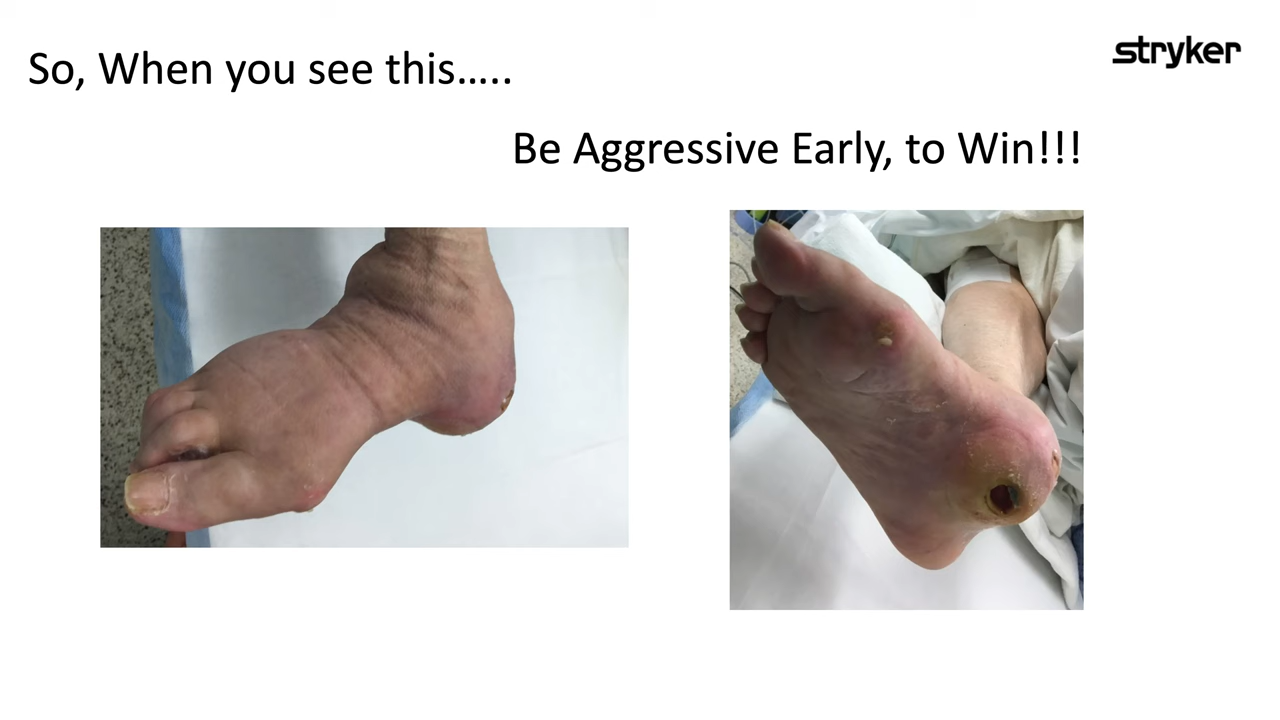 So, When you see this.....
stryker
Be Aggressive Early, to Win!!!